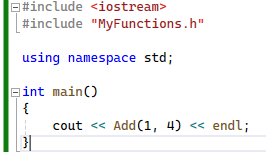 #include <iostream>
#include "MyFunctions.h"
using namespace std;
int main()
{
cout << Add(1, 4) << endl;
}